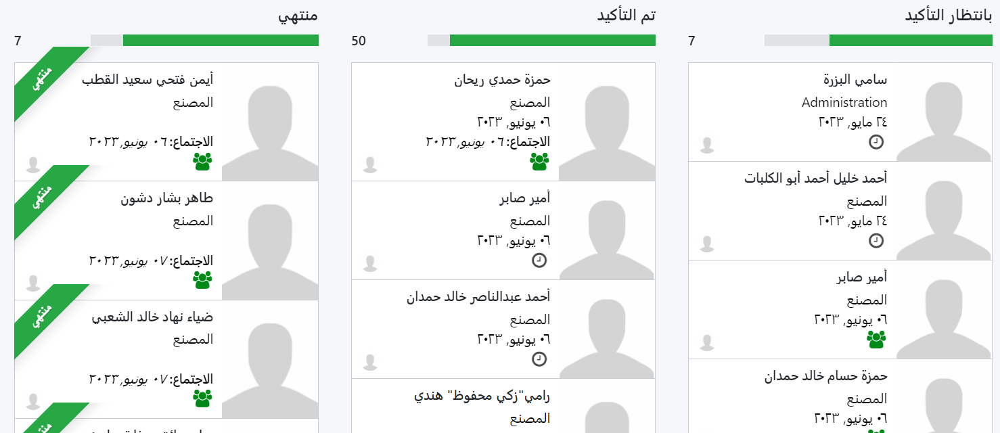 بانتظار التأكيد
7
سامي البزرة
Administration
٢٤ مايو, ٢٠٢٣
أحمد خليل أحمد أبو الكلبات
المصنع
٢٤ مايو, ٢٠٢٣
أمير صابر
المصنع
٠٦ يونيو, ٢٠٢٣
حمزة حسام خالد حمدان
المصنع
٠٦ يونيو, ٢٠٢٣
تم التأكيد
50
حمزة حمدي ريحان
المصنع
٠٦ يونيو, ٢٠٢٣
الاجتماع: ٠٦ يونيو, ٢٠٢٣
أمير صابر
المصنع
٠٦ يونيو, ٢٠٢٣
أحمد عبدالناصر خالد حمدان
المصنع
٠٦ يونيو, ٢٠٢٣
رامي"زكي محفوظ" هندي
المصنع
منتهي
7
منتهي
أيمن فتحي سعيد القطب
المصنع
الاجتماع: ٠٦ يونيو, ٢٠٢٣
منتهي
طاهر بشار دشون
المصنع
الاجتماع: ٠٧ يونيو, ٢٠٢٣
منتهي
ضياء نهاد خالد الشعبي
المصنع
الاجتماع: ٠٧ يونيو, ٢٠٢٣
منتهي